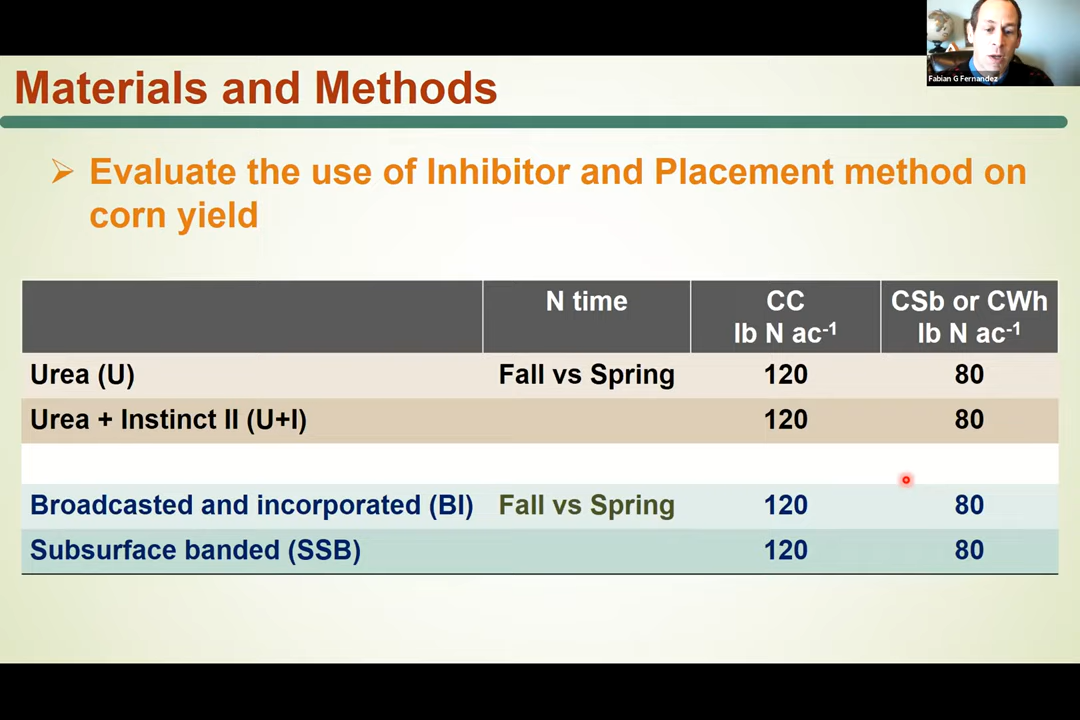 Fabian G Fernandez
Materials and Methods
Evaluate the use of Inhibitor and Placement method on
corn yield
N time CC CSb or CWh
lb N ac⁻¹ lb N ac⁻¹
Urea (U) Fall vs Spring 120 80
Urea + Instinct II (U+I) 120 80
Broadcasted and incorporated (BI) Fall vs Spring 120 80
Subsurface banded (SSB) 120 80